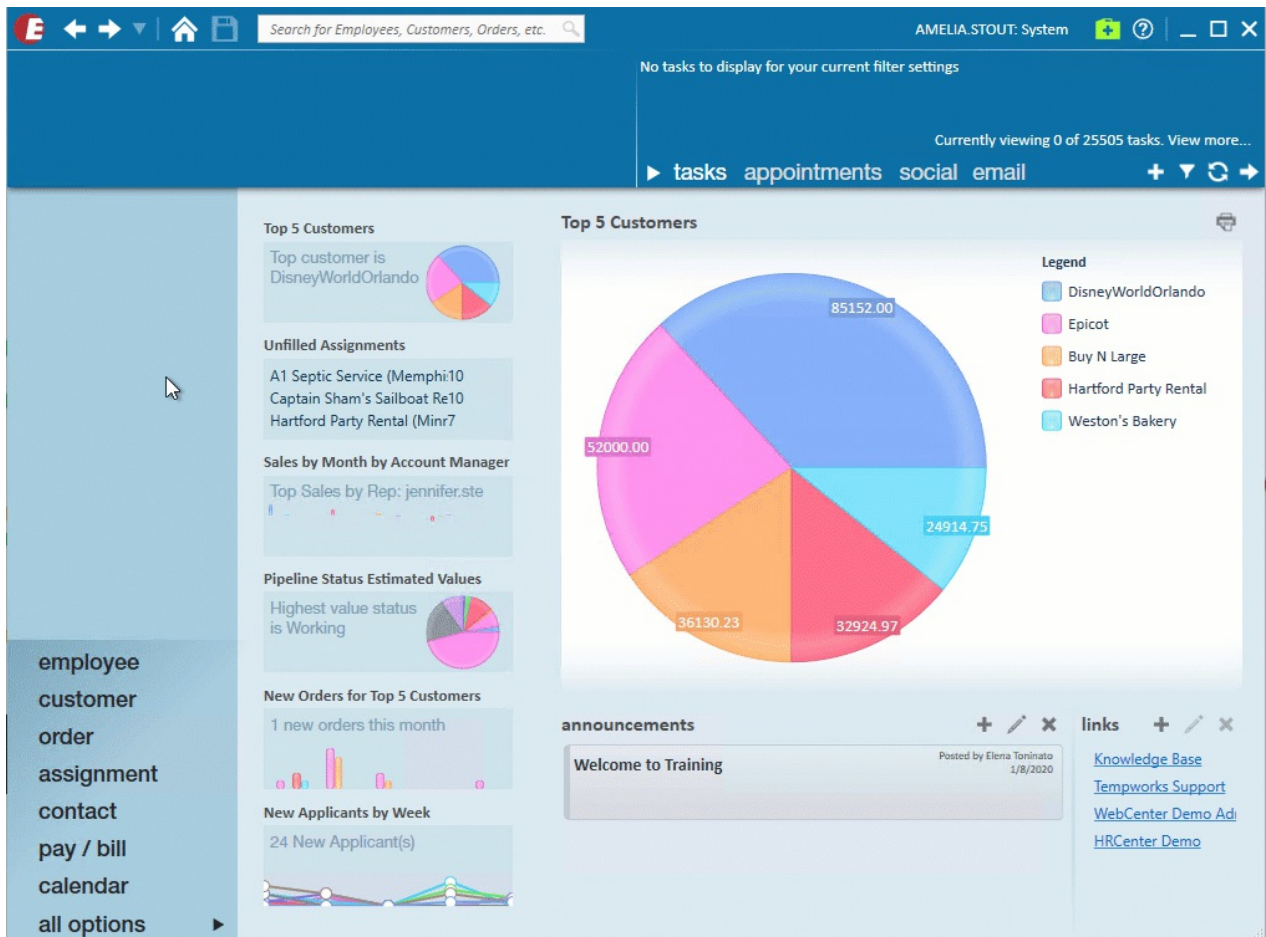 E
Search for Employees, Customers, Orders, etc.
AMELIA.STOUT: System
No tasks to display for your current filter settings
Currently viewing 0 of 25505 tasks. View more...
tasks appointments social email
Top 5 Customers
Top customer is
DisneyWorldOrlando
Unfilled Assignments
A1 Septic Service (Memphi:10
Captain Sham's Sailboat Re10
Hartford Party Rental (Minr7
Sales by Month by Account Manager
Top Sales by Rep: jennifer.ste
Pipeline Status Estimated Values
Highest value status
is Working
New Orders for Top 5 Customers
1 new orders this month
New Applicants by Week
24 New Applicant(s)
Top 5 Customers
85152.00
52000.00
24914.75
36130.23
32924.97
Legend
DisneyWorldOrlando
Epicot
Buy N Large
Hartford Party Rental
Weston's Bakery
announcements
Welcome to Training
Posted by Elena Toninato
1/8/2020
links
Knowledge Base
Tempworks Support
WebCenter Demo Adı
HRCenter Demo
employee
customer
order
assignment
contact
pay / bill
calendar
all options